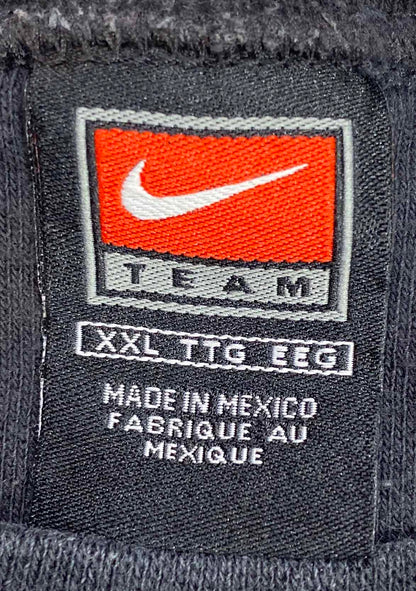 TEAM
XXL TTG EEG
MADE IN MEXICO
FABRIQUE AU
MEXIQUE